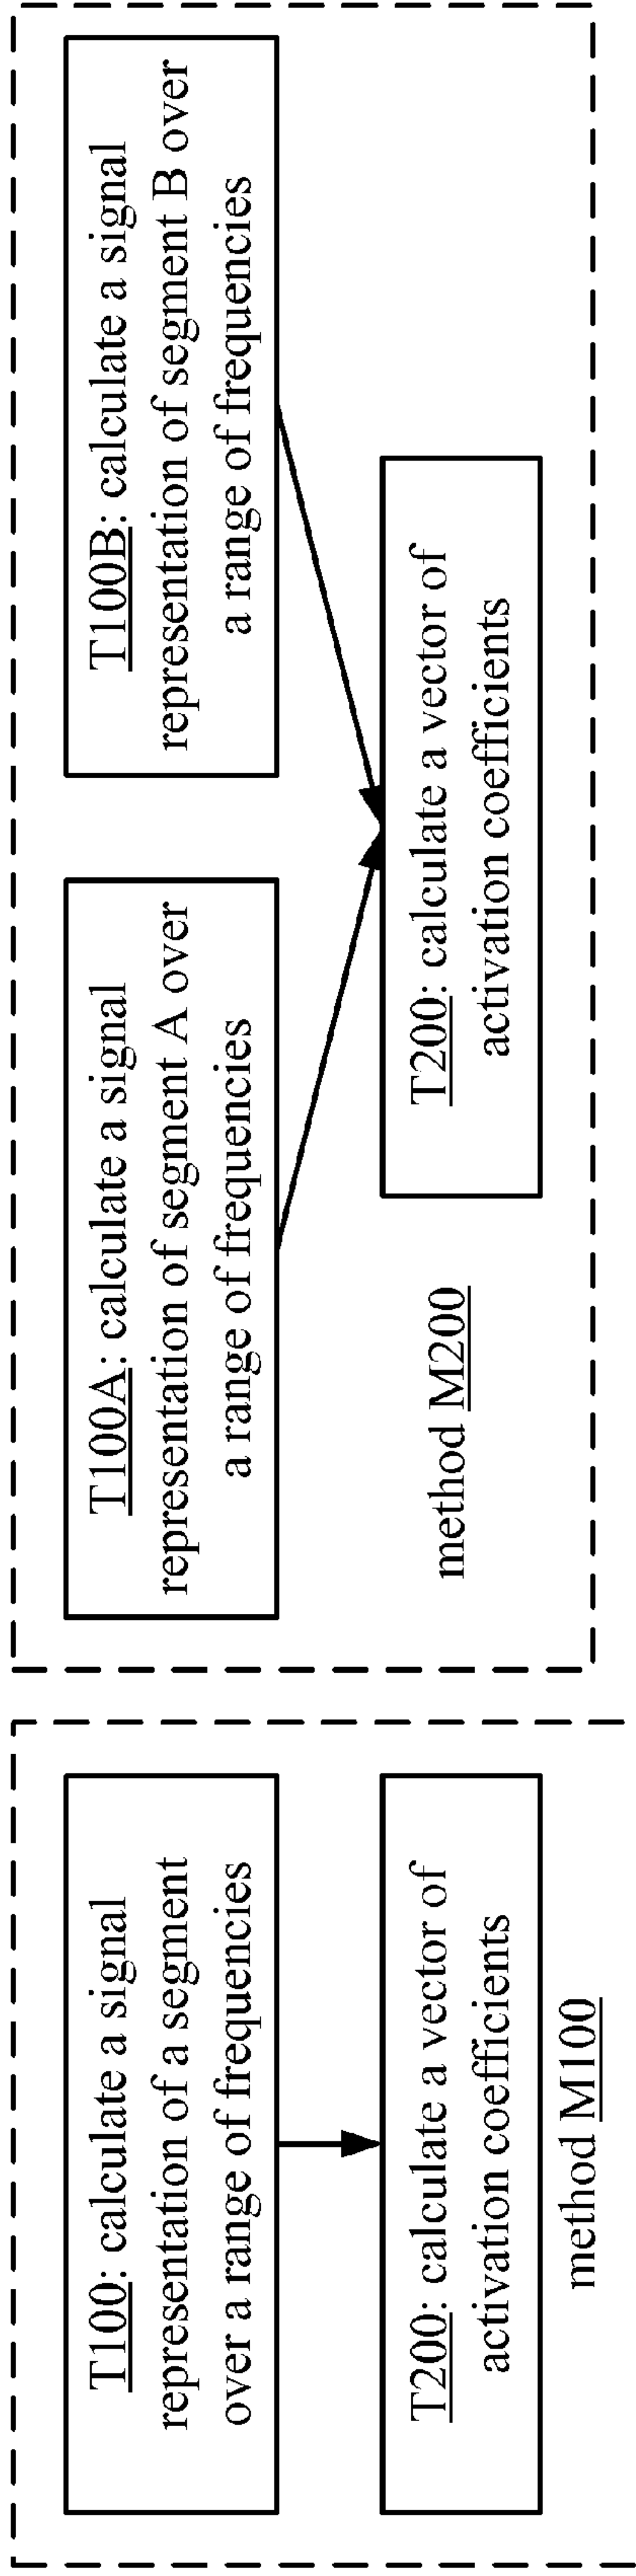 T100: calculate a signal
representation of a segment
over a range of frequencies
T200: calculate a vector of
activation coefficients
method M100
T100A: calculate a signal
representation of segment A over
a range of frequencies
T100B: calculate a signal
representation of segment B over
a range of frequencies
T200: calculate a vector of
activation coefficients
method M200